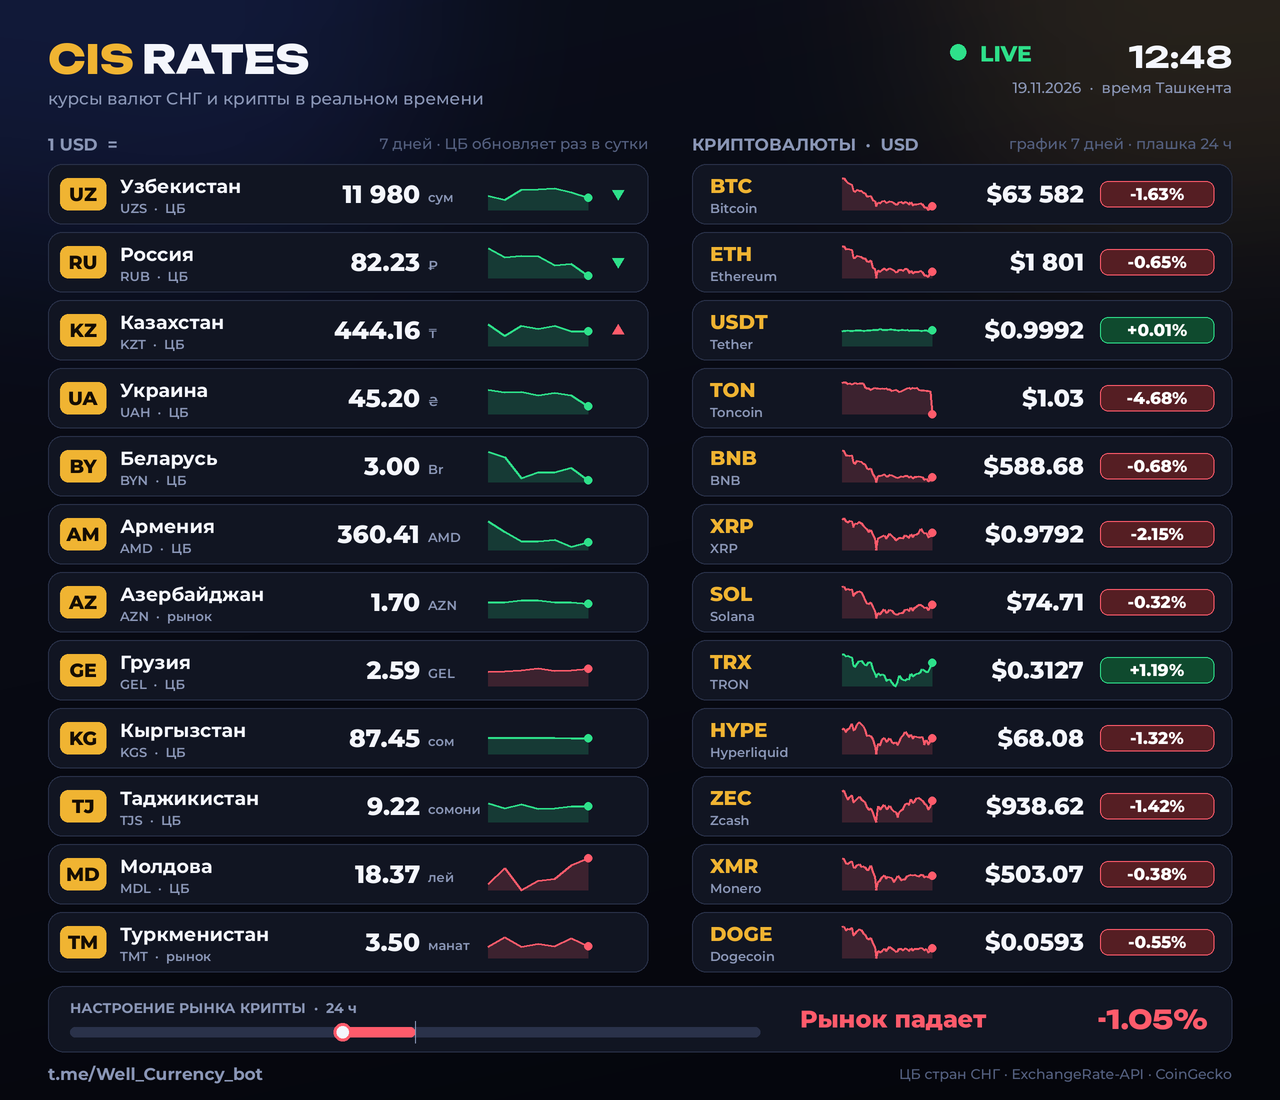 CIS RATES
курсы валют СНГ и крипты в реальном времени
LIVE
12:48
19.11.2026 · время Ташкента
1 USD =
7 дней · ЦБ обновляет раз в сутки
UZ Узбекистан 11 980 сум
UZS · ЦБ
RU Россия 82.23 ₽
RUB · ЦБ
KZ Казахстан 444.16 ₸
KZT · ЦБ
UA Украина 45.20 ₴
UAH · ЦБ
BY Беларусь 3.00 Br
BYN · ЦБ
AM Армения 360.41 AMD
AMD · ЦБ
AZ Азербайджан 1.70 AZN
AZN · рынок
GE Грузия 2.59 GEL
GEL · ЦБ
KG Кыргызстан 87.45 сом
KGS · ЦБ
TJ Таджикистан 9.22 сомони
TJS · ЦБ
MD Молдова 18.37 лей
MDL · ЦБ
TM Туркменистан 3.50 манат
TMT · рынок
КРИПТОВАЛЮТЫ · USD
график 7 дней · плашка 24 ч
BTC $63 582 -1.63%
Bitcoin
ETH $1 801 -0.65%
Ethereum
USDT $0.9992 +0.01%
Tether
TON $1.03 -4.68%
Toncoin
BNB $588.68 -0.68%
BNB
XRP $0.9792 -2.15%
XRP
SOL $74.71 -0.32%
Solana
TRX $0.3127 +1.19%
TRON
HYPE $68.08 -1.32%
Hyperliquid
ZEC $938.62 -1.42%
Zcash
XMR $503.07 -0.38%
Monero
DOGE $0.0593 -0.55%
Dogecoin
НАСТРОЕНИЕ РЫНКА КРИПТЫ · 24 ч
Рынок падает
-1.05%
t.me/Well_Currency_bot
ЦБ стран СНГ · ExchangeRate-API · CoinGecko